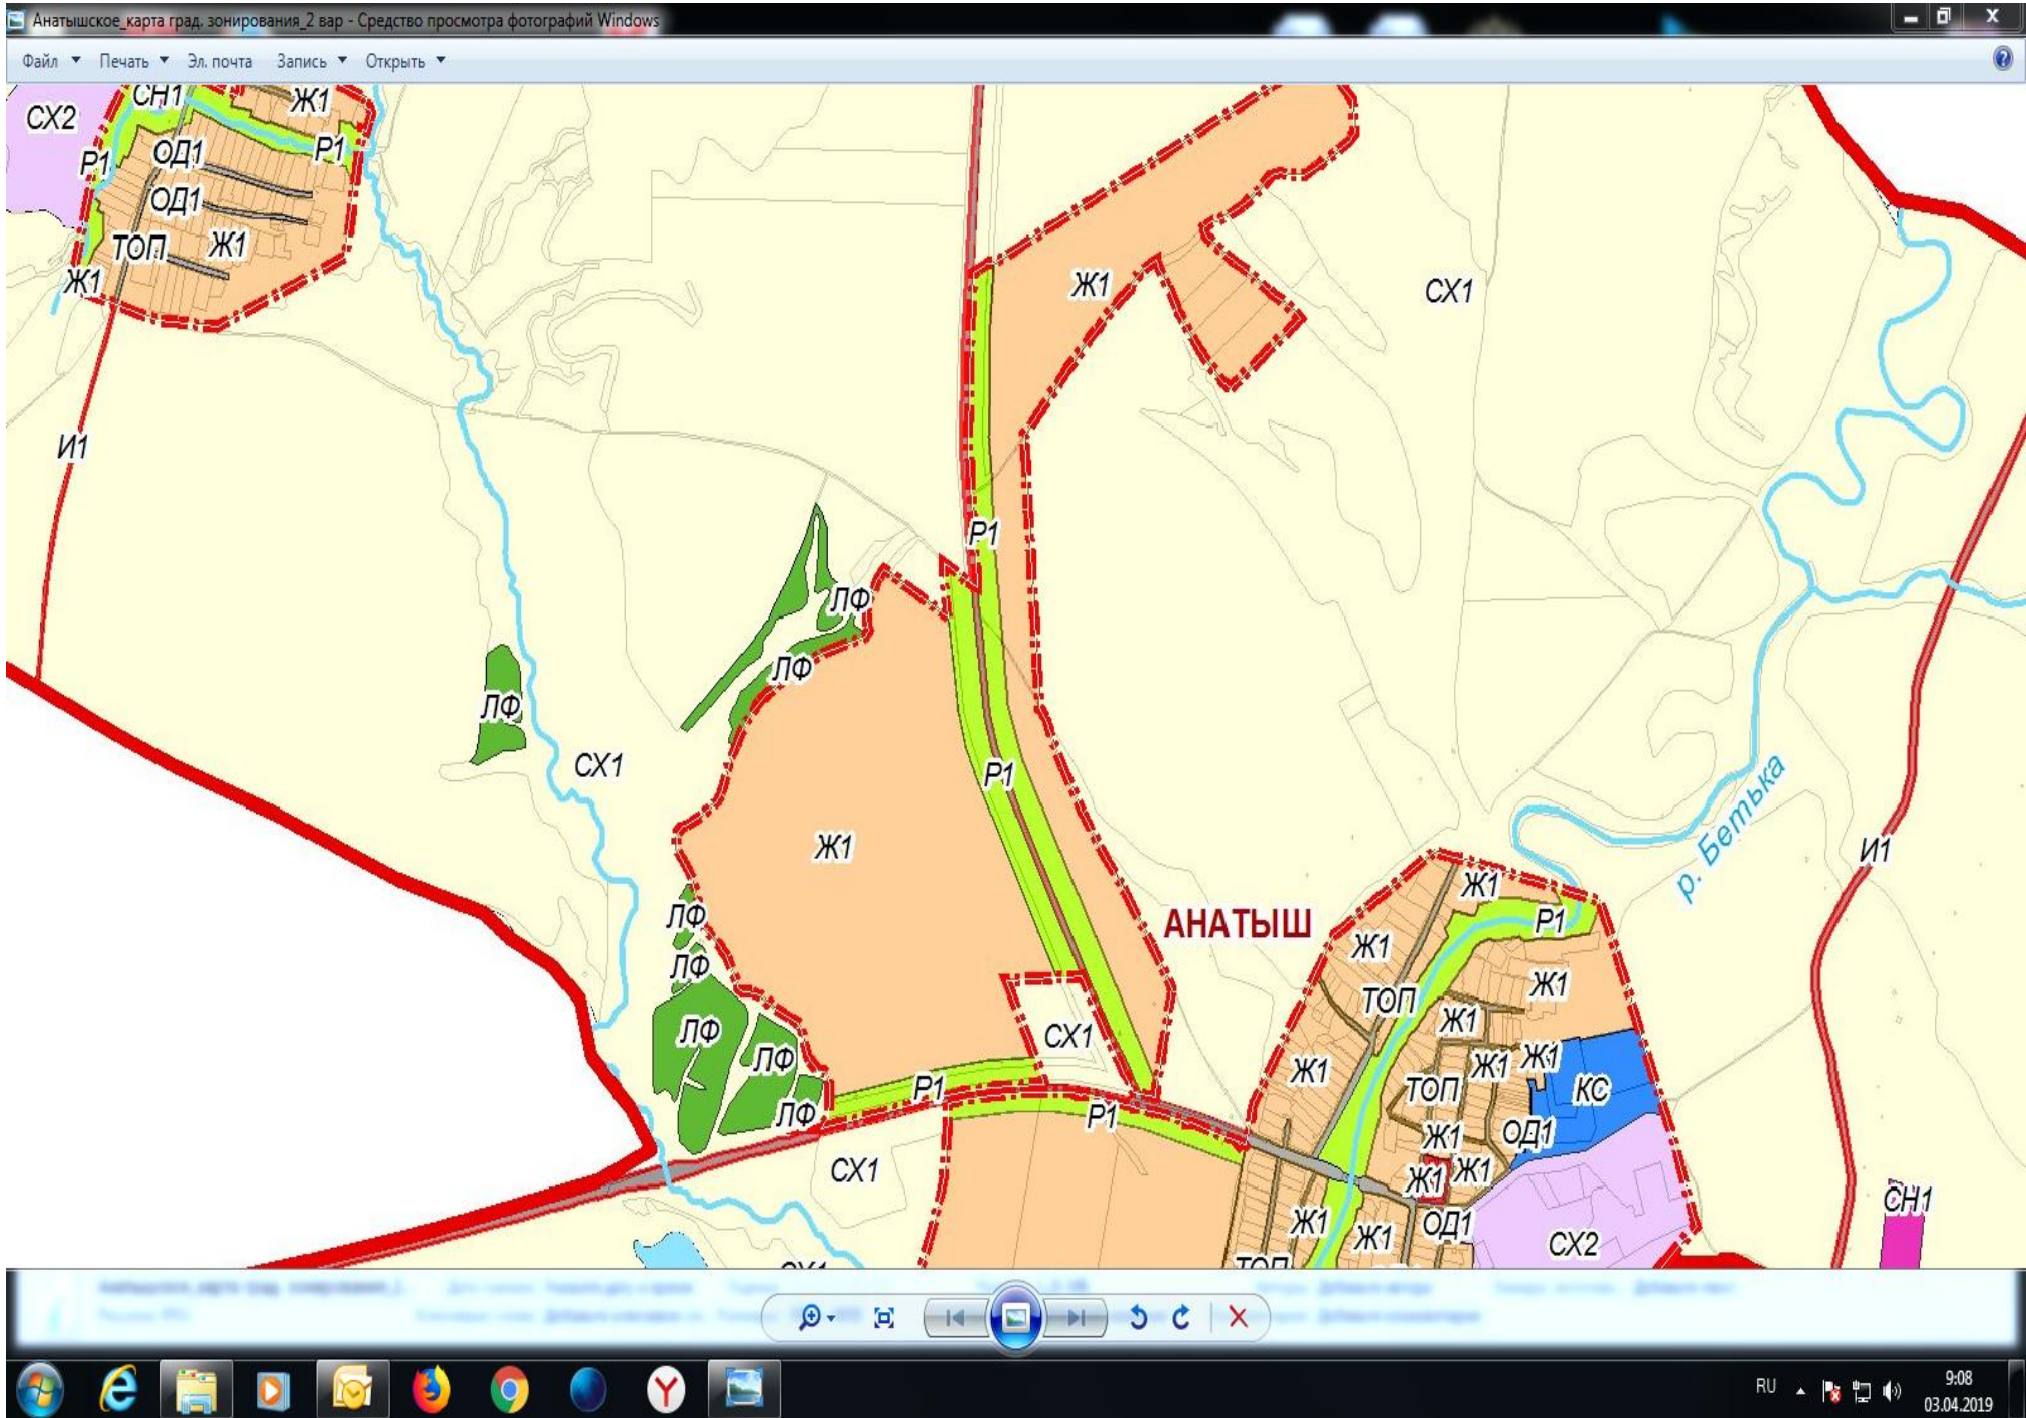 Анатышское_карта град. зонирования_2 вар - Средство просмотра фотографий Windows
Файл Печать Эл. почта Запись Открыть
СХ2
СН1
Ж1
Р1
ОД1
Р1
ОД1
ТОП
Ж1
Ж1
Ж1
СХ1
И1
Р1
ЛФ
ЛФ
ЛФ
СХ1
Р1
Ж1
р. Бетька
И1
АНАТЫШ
Ж1
Р1
ЛФ
Ж1
ЛФ
Ж1
ТОП
ЛФ
СХ1
Ж1
ЛФ
Ж1
Ж1
Ж1
Р1
ТОП
КС
ЛФ
Р1
Ж1
ОД1
СХ1
Ж1
Ж1
СН1
Ж1
Ж1
ОД1
СХ2
ТОП
СХ1
RU
9:08
03.04.2019